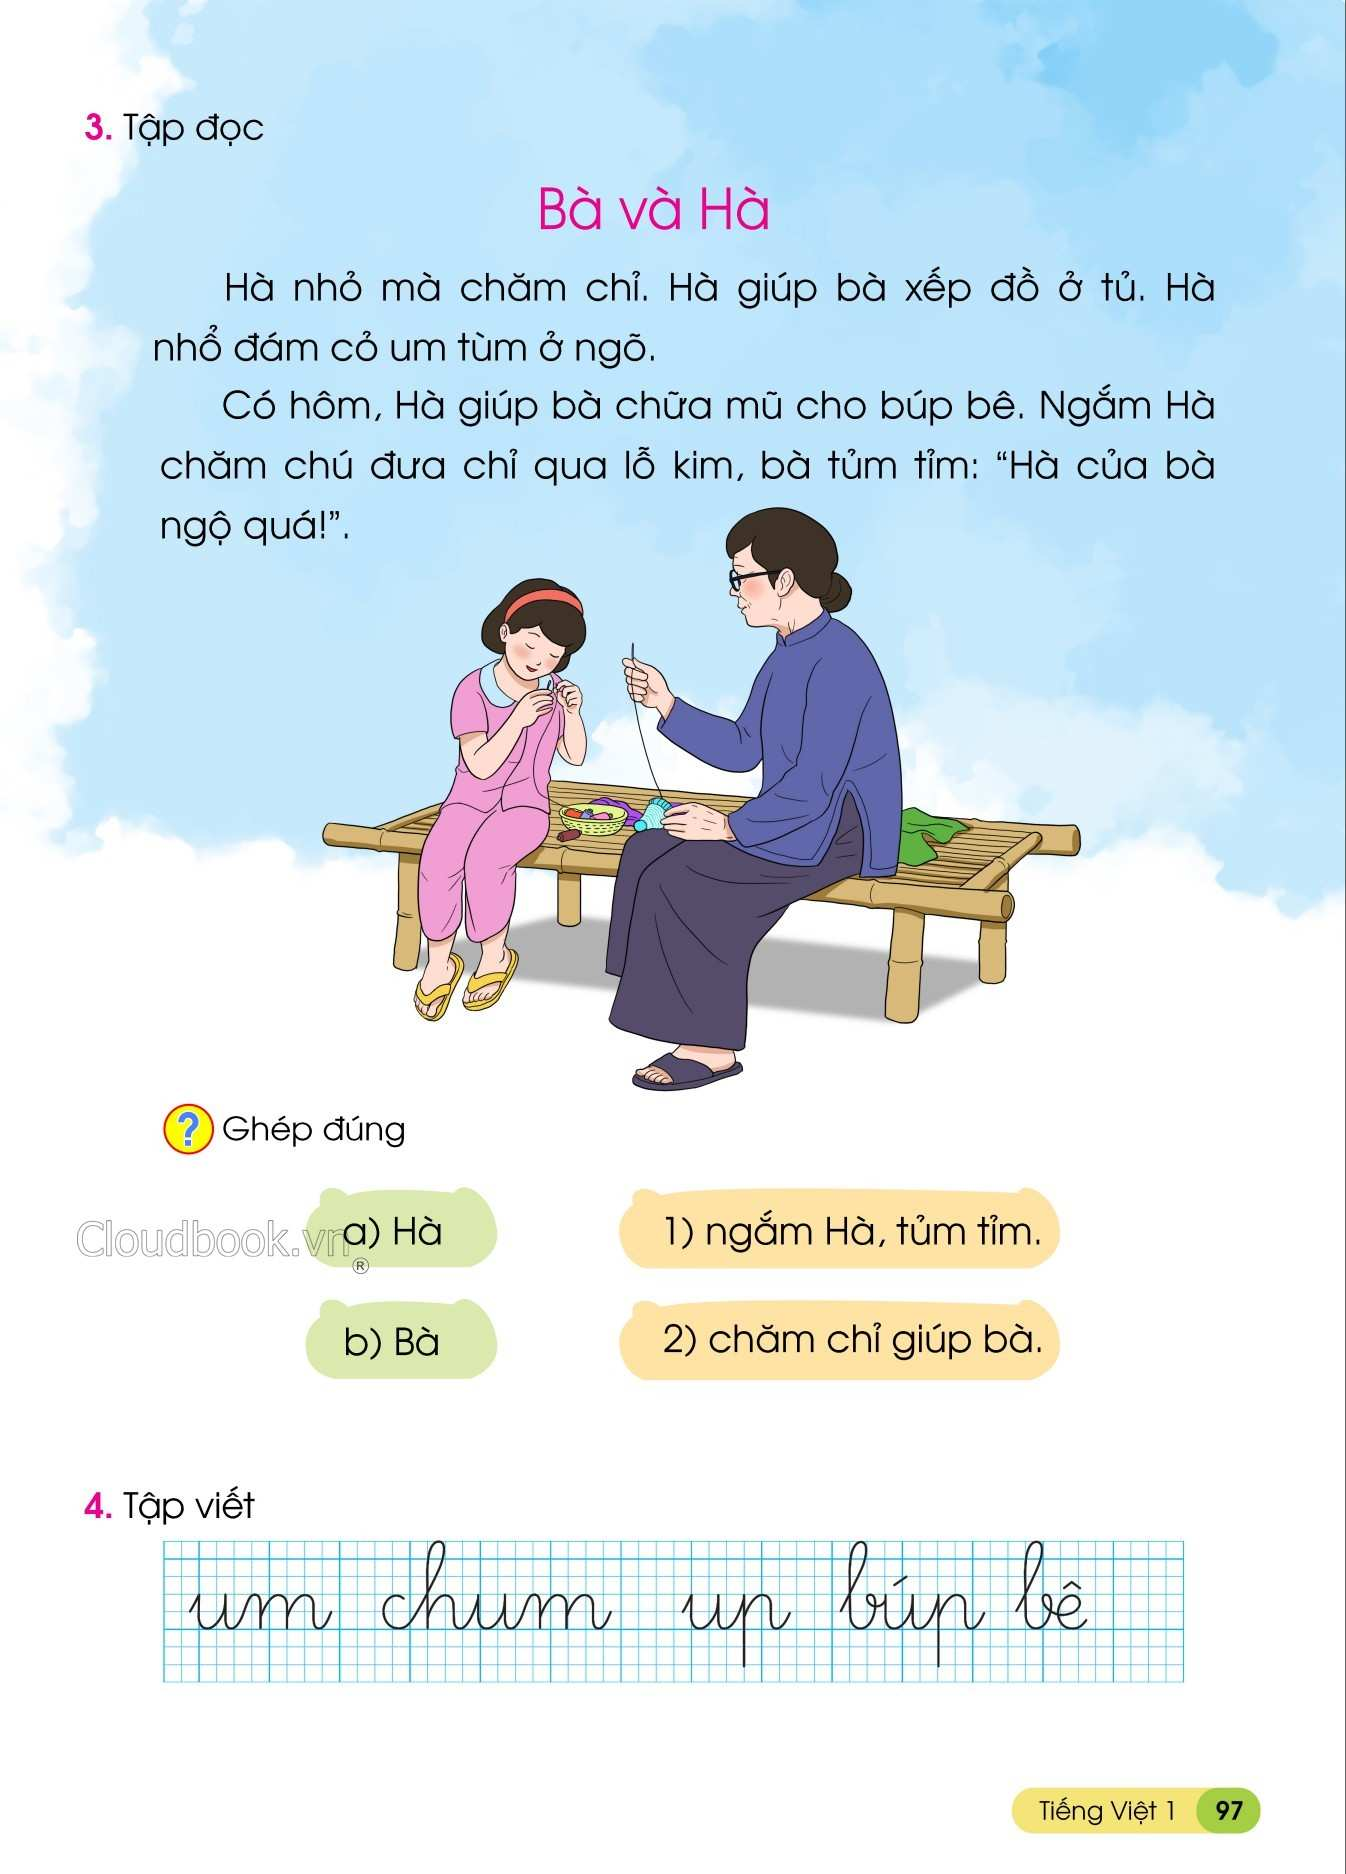 3. Tập đọc
Bà và Hà
Hà nhỏ mà chăm chỉ. Hà giúp bà xếp đồ ở tủ. Hà
nhổ đám cỏ um tùm ở ngõ.
Có hôm, Hà giúp bà chữa mũ cho búp bê. Ngắm Hà
chăm chú đưa chỉ qua lỗ kim, bà tủm tỉm: “Hà của bà
ngộ quá!”.
? Ghép đúng
a) Hà
1) ngắm Hà, tủm tỉm.
Cloudbook.vn®
b) Bà
2) chăm chỉ giúp bà.
4. Tập viết
um chum up búp bê
Tiếng Việt 1 97